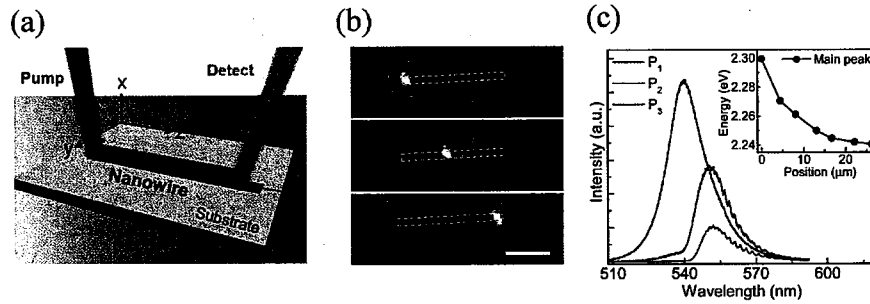 (a)
Pump
Detect
x
y
Nanowire
Substrate
(b)
(c)
P1
P2
P3
Main peak
Energy (eV)
2.30
2.28
2.26
2.24
0 10 20
Position (μm)
Intensity (a.u.)
510 540 570 600
Wavelength (nm)